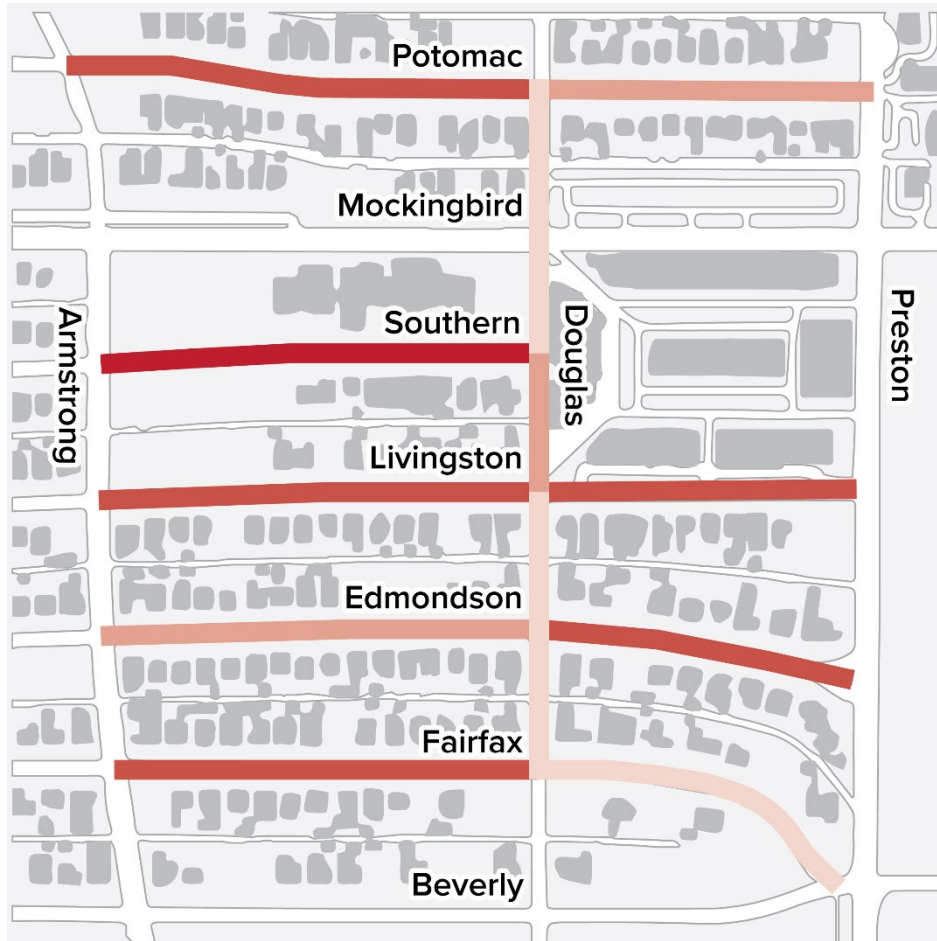 Potomac
Mockingbird
Southern
Armstrong
Douglas
Preston
Livingston
Edmondson
Fairfax
Beverly